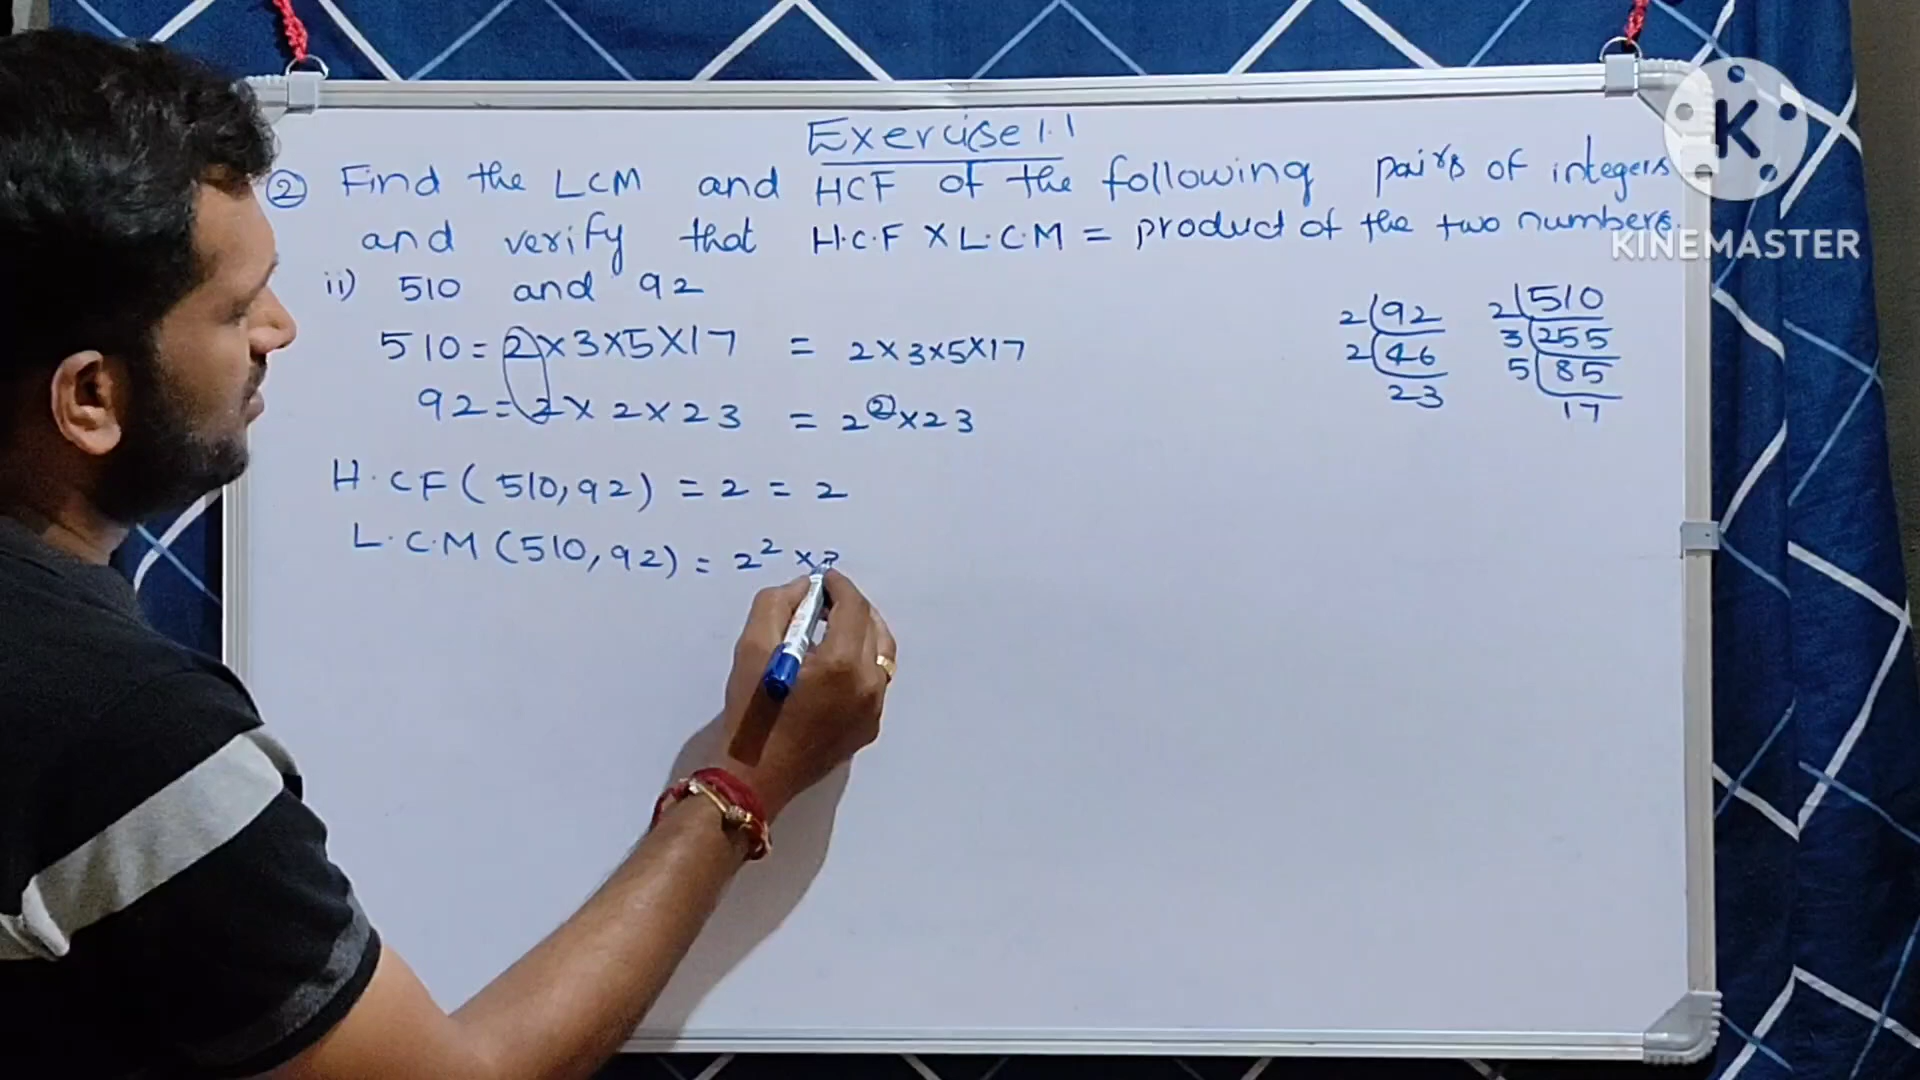 Exercise 1.1
② Find the LCM and HCF of the following pairs of integers
and verify that H.C.F X L.C.M = product of the two numbers.
ii) 510 and 92
510 = 2 × 3 × 5 × 17 = 2 × 3 × 5 × 17
92 = 2 × 2 × 23 = 2² × 23
H.CF (510, 92) = 2 = 2
L.C.M (510, 92) = 2² ×
2 | 92
2 | 46
23
2 | 510
3 | 255
5 | 85
17
K
KINEMASTER